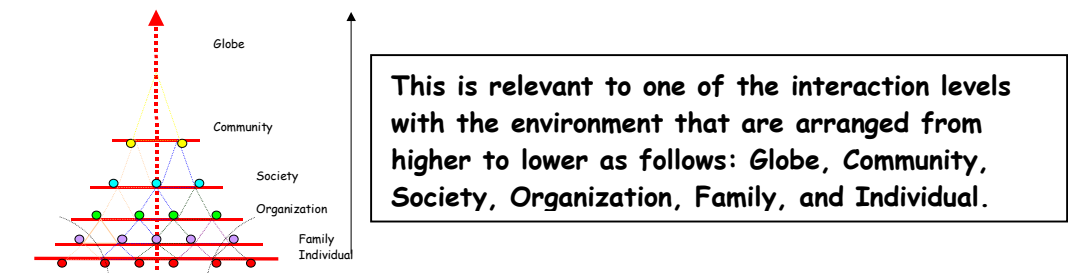 Globe
Community
Society
Organization
Family
Individual
This is relevant to one of the interaction levels
with the environment that are arranged from
higher to lower as follows: Globe, Community,
Society, Organization, Family, and Individual.